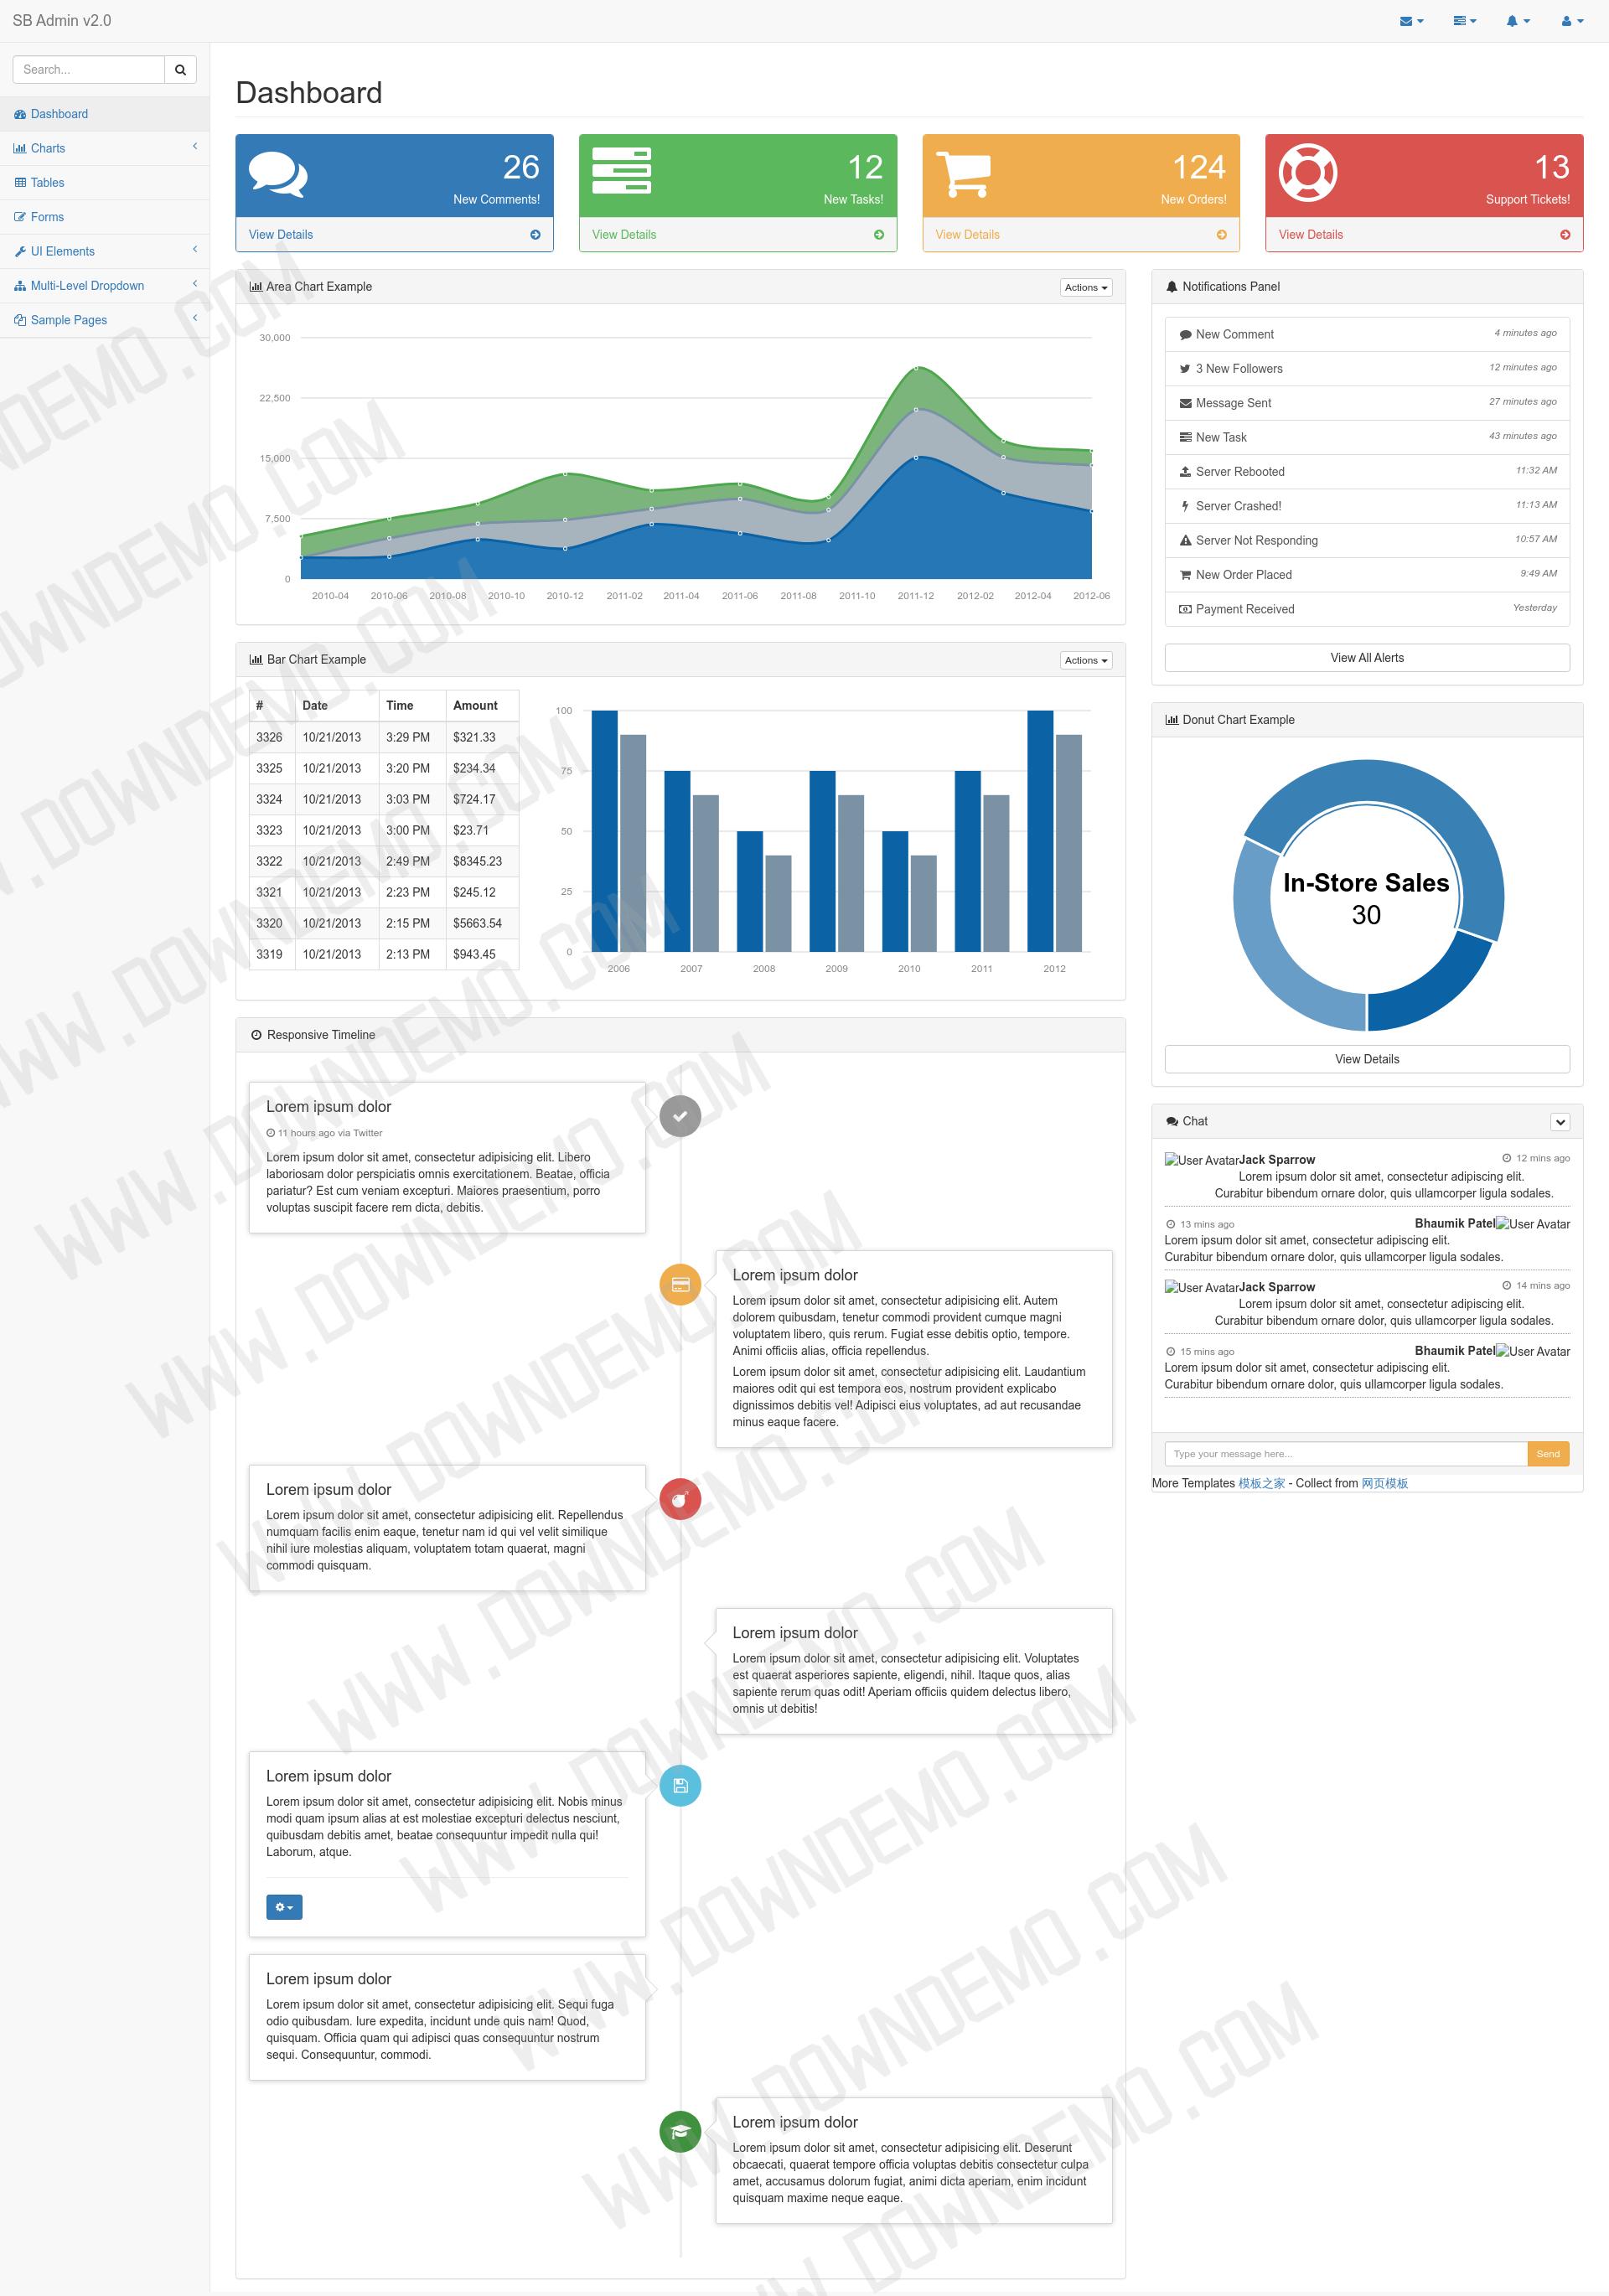 SB Admin v2.0
Search...
Dashboard
Charts
Tables
Forms
UI Elements
Multi-Level Dropdown
Sample Pages
Dashboard
26
New Comments!
View Details
12
New Tasks!
View Details
124
New Orders!
View Details
13
Support Tickets!
View Details
Area Chart Example
Actions
30,000
22,500
15,000
7,500
0
2010-04 2010-06 2010-08 2010-10 2010-12 2011-02 2011-04 2011-06 2011-08 2011-10 2011-12 2012-02 2012-04 2012-06
Bar Chart Example
Actions
# Date Time Amount
3326 10/21/2013 3:29 PM $321.33
3325 10/21/2013 3:20 PM $234.34
3324 10/21/2013 3:03 PM $724.17
3323 10/21/2013 3:00 PM $23.71
3322 10/21/2013 2:49 PM $8345.23
3321 10/21/2013 2:23 PM $245.12
3320 10/21/2013 2:15 PM $5663.54
3319 10/21/2013 2:13 PM $943.45
100
75
50
25
0
2006 2007 2008 2009 2010 2011 2012
Responsive Timeline
Lorem ipsum dolor
11 hours ago via Twitter
Lorem ipsum dolor sit amet, consectetur adipisicing elit. Libero
laboriosam dolor perspiciatis omnis exercitationem. Beatae, officia
pariatur? Est cum veniam excepturi. Maiores praesentium, porro
voluptas suscipit facere rem dicta, debitis.
Lorem ipsum dolor
Lorem ipsum dolor sit amet, consectetur adipisicing elit. Autem
dolorem quibusdam, tenetur commodi provident cumque magni
voluptatem libero, quis rerum. Fugiat esse debitis optio, tempore.
Animi officiis alias, officia repellendus.
Lorem ipsum dolor sit amet, consectetur adipisicing elit. Laudantium
maiores odit qui est tempora eos, nostrum provident explicabo
dignissimos debitis vel! Adipisci eius voluptates, ad aut recusandae
minus eaque facere.
Lorem ipsum dolor
Lorem ipsum dolor sit amet, consectetur adipisicing elit. Repellendus
numquam facilis enim eaque, tenetur nam id qui vel velit similique
nihil iure molestias aliquam, voluptatem totam quaerat, magni
commodi quisquam.
Lorem ipsum dolor
Lorem ipsum dolor sit amet, consectetur adipisicing elit. Voluptates
est quaerat asperiores sapiente, eligendi, nihil. Itaque quos, alias
sapiente rerum quas odit! Aperiam officiis quidem delectus libero,
omnis ut debitis!
Lorem ipsum dolor
Lorem ipsum dolor sit amet, consectetur adipisicing elit. Nobis minus
modi quam ipsum alias at est molestiae excepturi delectus nesciunt,
quibusdam debitis amet, beatae consequuntur impedit nulla qui!
Laborum, atque.
Lorem ipsum dolor
Lorem ipsum dolor sit amet, consectetur adipisicing elit. Sequi fuga
odio quibusdam. Iure expedita, incidunt unde quis nam! Quod,
quisquam. Officia quam qui adipisci quas consequuntur nostrum
sequi. Consequuntur, commodi.
Lorem ipsum dolor
Lorem ipsum dolor sit amet, consectetur adipisicing elit. Deserunt
obcaecati, quaerat tempore officia voluptas debitis consectetur culpa
amet, accusamus dolorum fugiat, animi dicta aperiam, enim incidunt
quisquam maxime neque eaque.
Notifications Panel
New Comment 4 minutes ago
3 New Followers 12 minutes ago
Message Sent 27 minutes ago
New Task 43 minutes ago
Server Rebooted 11:32 AM
Server Crashed! 11:13 AM
Server Not Responding 10:57 AM
New Order Placed 9:49 AM
Payment Received Yesterday
View All Alerts
Donut Chart Example
In-Store Sales
30
View Details
Chat
User Avatar Jack Sparrow 12 mins ago
Lorem ipsum dolor sit amet, consectetur adipiscing elit.
Curabitur bibendum ornare dolor, quis ullamcorper ligula sodales.
13 mins ago Bhaumik Patel User Avatar
Lorem ipsum dolor sit amet, consectetur adipiscing elit.
Curabitur bibendum ornare dolor, quis ullamcorper ligula sodales.
User Avatar Jack Sparrow 14 mins ago
Lorem ipsum dolor sit amet, consectetur adipiscing elit.
Curabitur bibendum ornare dolor, quis ullamcorper ligula sodales.
15 mins ago Bhaumik Patel User Avatar
Lorem ipsum dolor sit amet, consectetur adipiscing elit.
Curabitur bibendum ornare dolor, quis ullamcorper ligula sodales.
Type your message here...
Send
More Templates 模板之家 - Collect from 网页模板
WWW.DOWNDEMO.COM